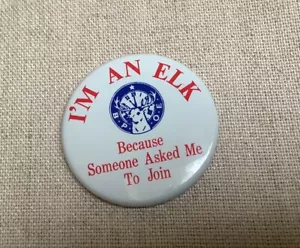 I'M AN ELK
B.P.O.E.
Because
Someone Asked Me
To Join